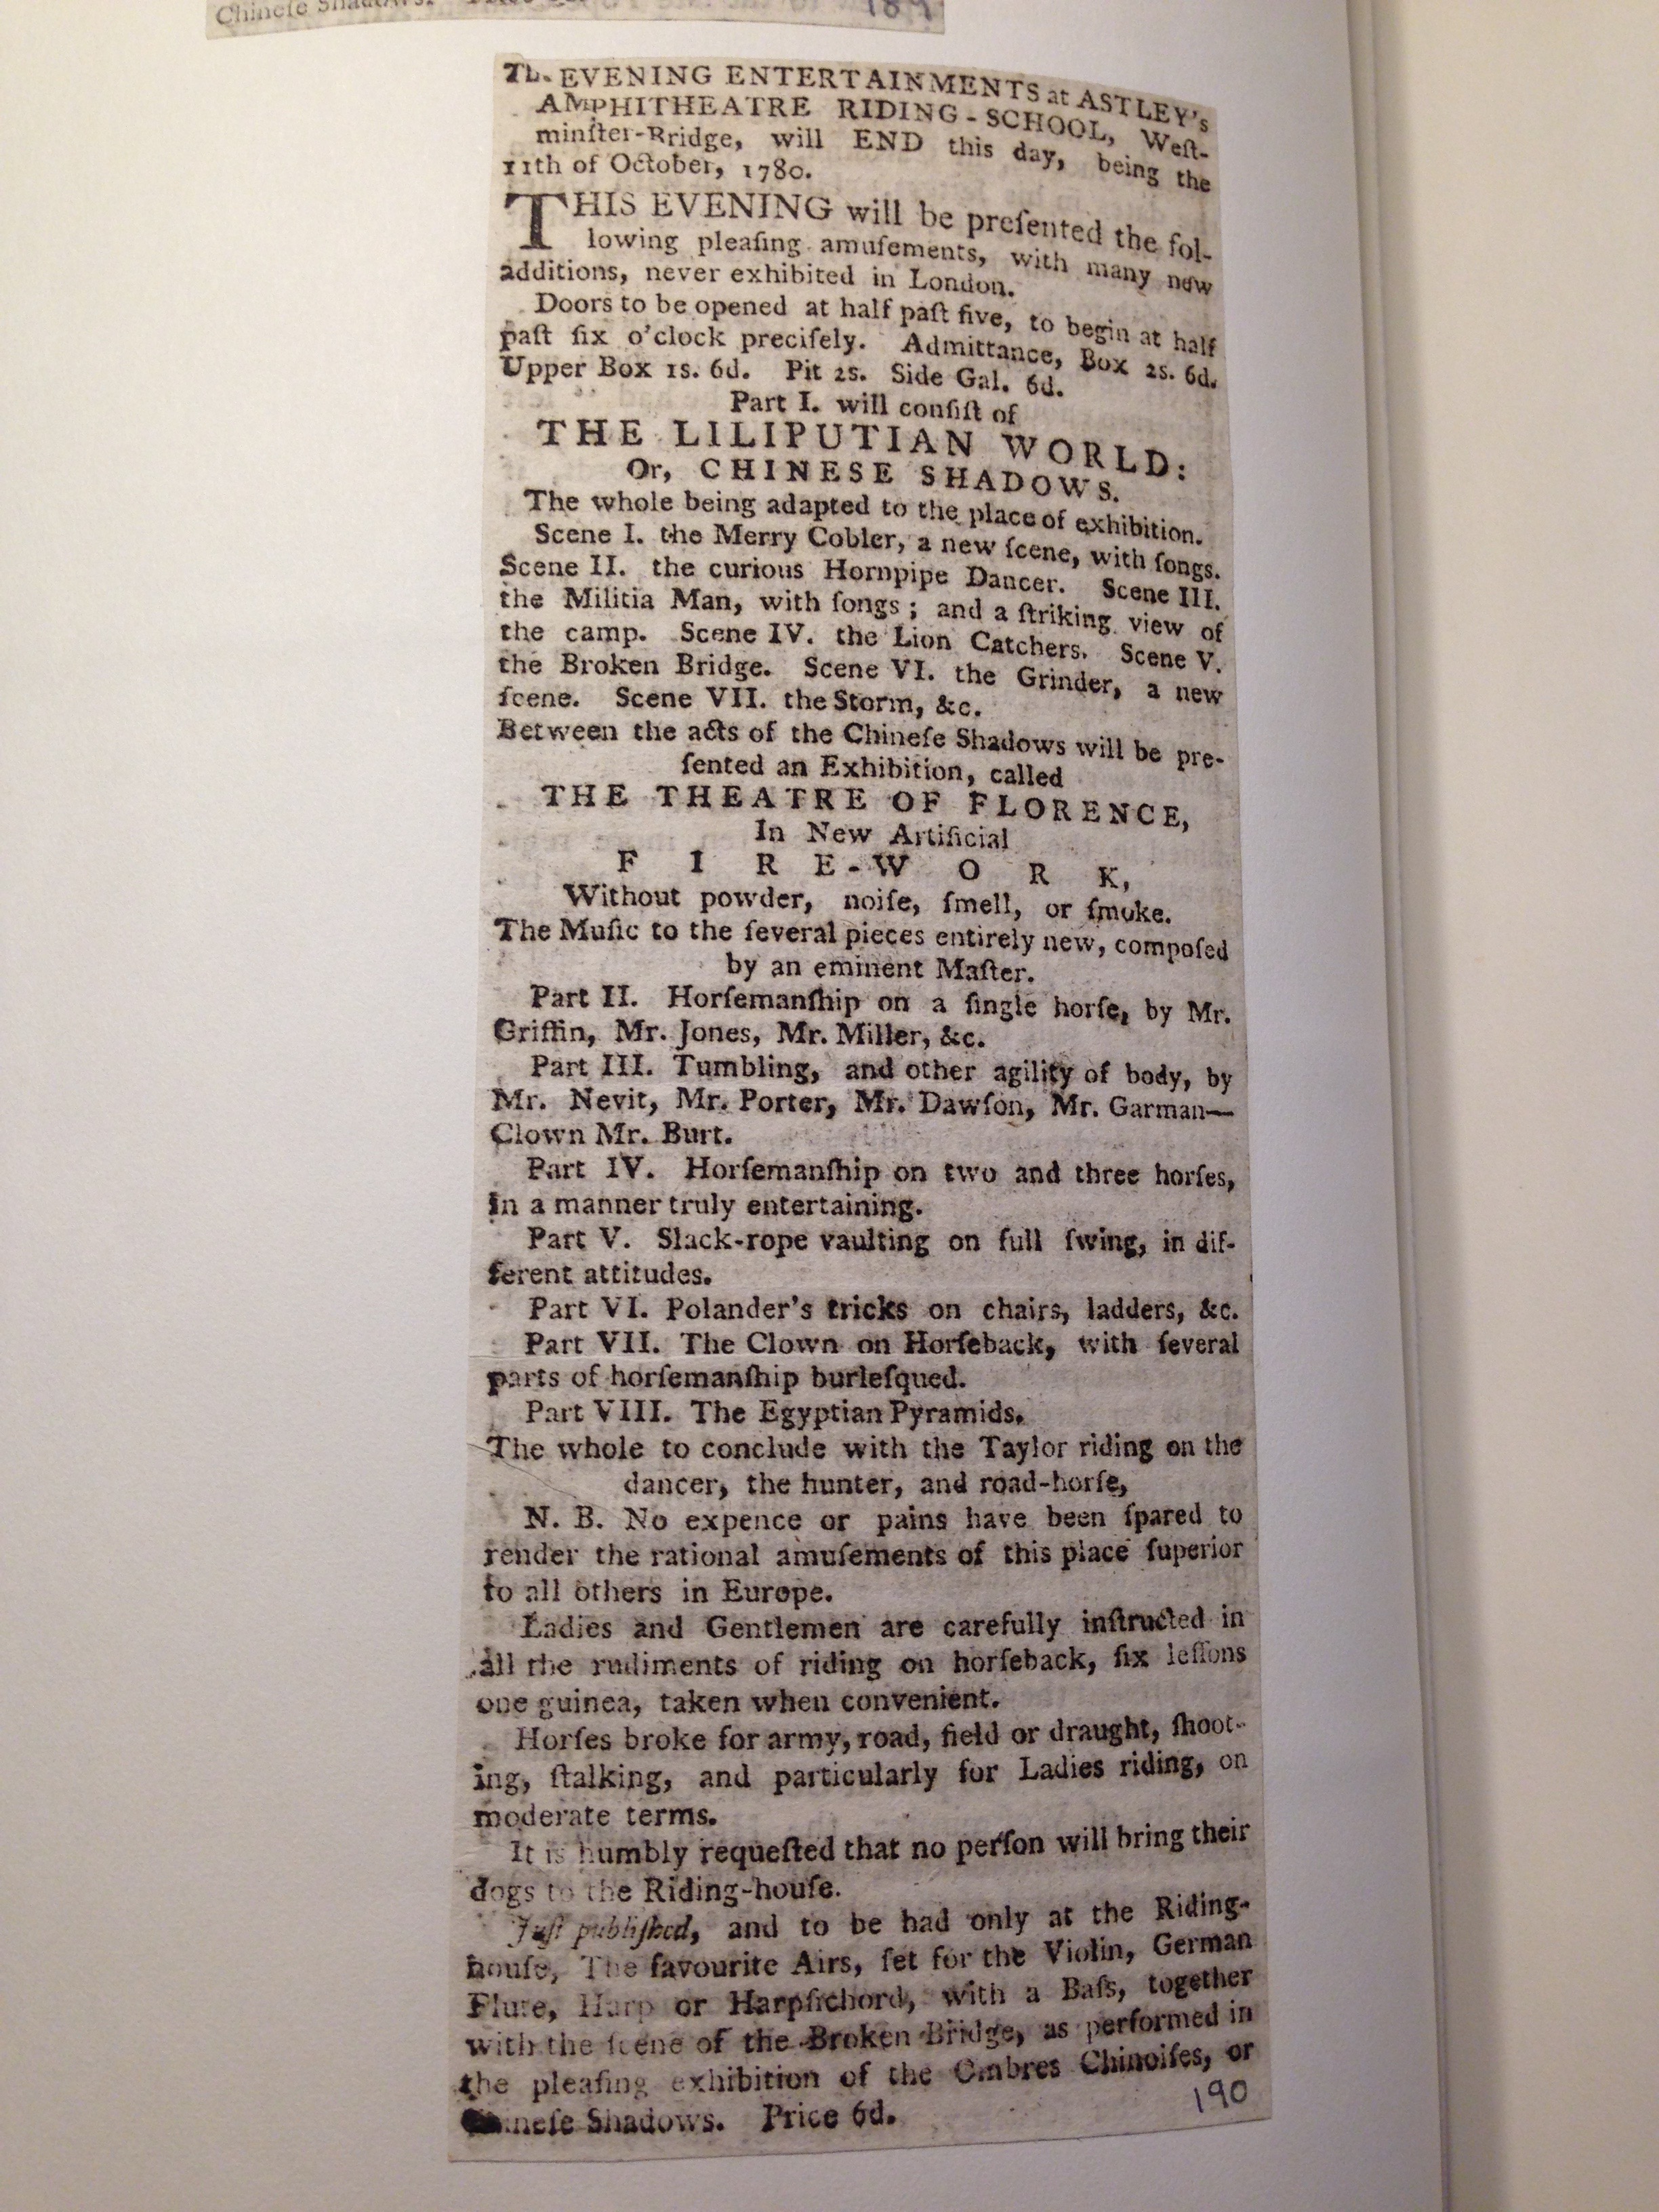 Chineſe Shadows.
189
The EVENING ENTERTAINMENTS at ASTLEY's
AMPHITHEATRE RIDING-SCHOOL, Weſt-
minſter-Bridge, will END this day, being the
11th of October, 1780.
THIS EVENING will be preſented the fol-
lowing pleaſing amuſements, with many new
additions, never exhibited in London.
Doors to be opened at half paſt five, to begin at half
paſt ſix o'clock preciſely. Admittance, Box 2s. 6d.
Upper Box 1s. 6d. Pit 2s. Side Gal. 6d.
Part I. will conſiſt of
THE LILIPUTIAN WORLD:
Or, CHINESE SHADOWS.
The whole being adapted to the place of exhibition.
Scene I. the Merry Cobler, a new ſcene, with ſongs.
Scene II. the curious Hornpipe Dancer. Scene III.
the Militia Man, with ſongs; and a ſtriking view of
the camp. Scene IV. the Lion Catchers. Scene V.
the Broken Bridge. Scene VI. the Grinder, a new
ſcene. Scene VII. the Storm, &c.
Between the acts of the Chineſe Shadows will be pre-
ſented an Exhibition, called
THE THEATRE OF FLORENCE,
In New Artificial
FIRE-WORK,
Without powder, noiſe, ſmell, or ſmoke.
The Muſic to the ſeveral pieces entirely new, compoſed
by an eminent Maſter.
Part II. Horſemanſhip on a ſingle horſe, by Mr.
Griffin, Mr. Jones, Mr. Miller, &c.
Part III. Tumbling, and other agility of body, by
Mr. Nevit, Mr. Porter, Mr. Dawſon, Mr. Garman—
Clown Mr. Burt.
Part IV. Horſemanſhip on two and three horſes,
in a manner truly entertaining.
Part V. Slack-rope vaulting on full ſwing, in dif-
ferent attitudes.
Part VI. Polander's tricks on chairs, ladders, &c.
Part VII. The Clown on Horſeback, with ſeveral
parts of horſemanſhip burleſqued.
Part VIII. The Egyptian Pyramids.
The whole to conclude with the Taylor riding on the
dancer, the hunter, and road-horſe,
N. B. No expence or pains have been ſpared to
render the rational amuſements of this place ſuperior
to all others in Europe.
Ladies and Gentlemen are carefully inſtructed in
all the rudiments of riding on horſeback, ſix leſſons
one guinea, taken when convenient.
Horſes broke for army, road, field or draught, ſhoot-
ing, ſtalking, and particularly for Ladies riding, on
moderate terms.
It is humbly requeſted that no perſon will bring their
dogs to the Riding-houſe.
Juſt publiſhed, and to be had only at the Riding-
houſe, The favourite Airs, ſet for the Violin, German
Flute, Harp or Harpſichord, with a Baſs, together
with the ſcene of the Broken Bridge, as performed in
the pleaſing exhibition of the Ombres Chinoiſes, or
Chineſe Shadows. Price 6d.
190